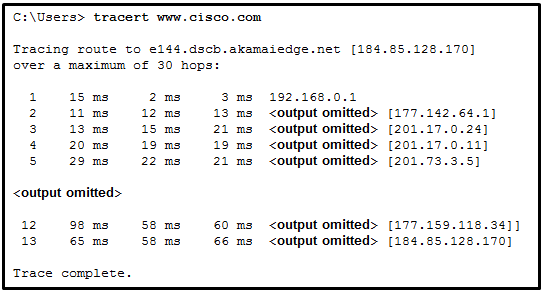 C:\Users> tracert www.cisco.com
Tracing route to e144.dscb.akamaiedge.net [184.85.128.170]
over a maximum of 30 hops:
1 15 ms 2 ms 3 ms 192.168.0.1
2 11 ms 12 ms 13 ms <output omitted> [177.142.64.1]
3 13 ms 15 ms 21 ms <output omitted> [201.17.0.24]
4 20 ms 19 ms 19 ms <output omitted> [201.17.0.11]
5 29 ms 22 ms 21 ms <output omitted> [201.73.3.5]
<output omitted>
12 98 ms 58 ms 60 ms <output omitted> [177.159.118.34]]
13 65 ms 58 ms 66 ms <output omitted> [184.85.128.170]
Trace complete.